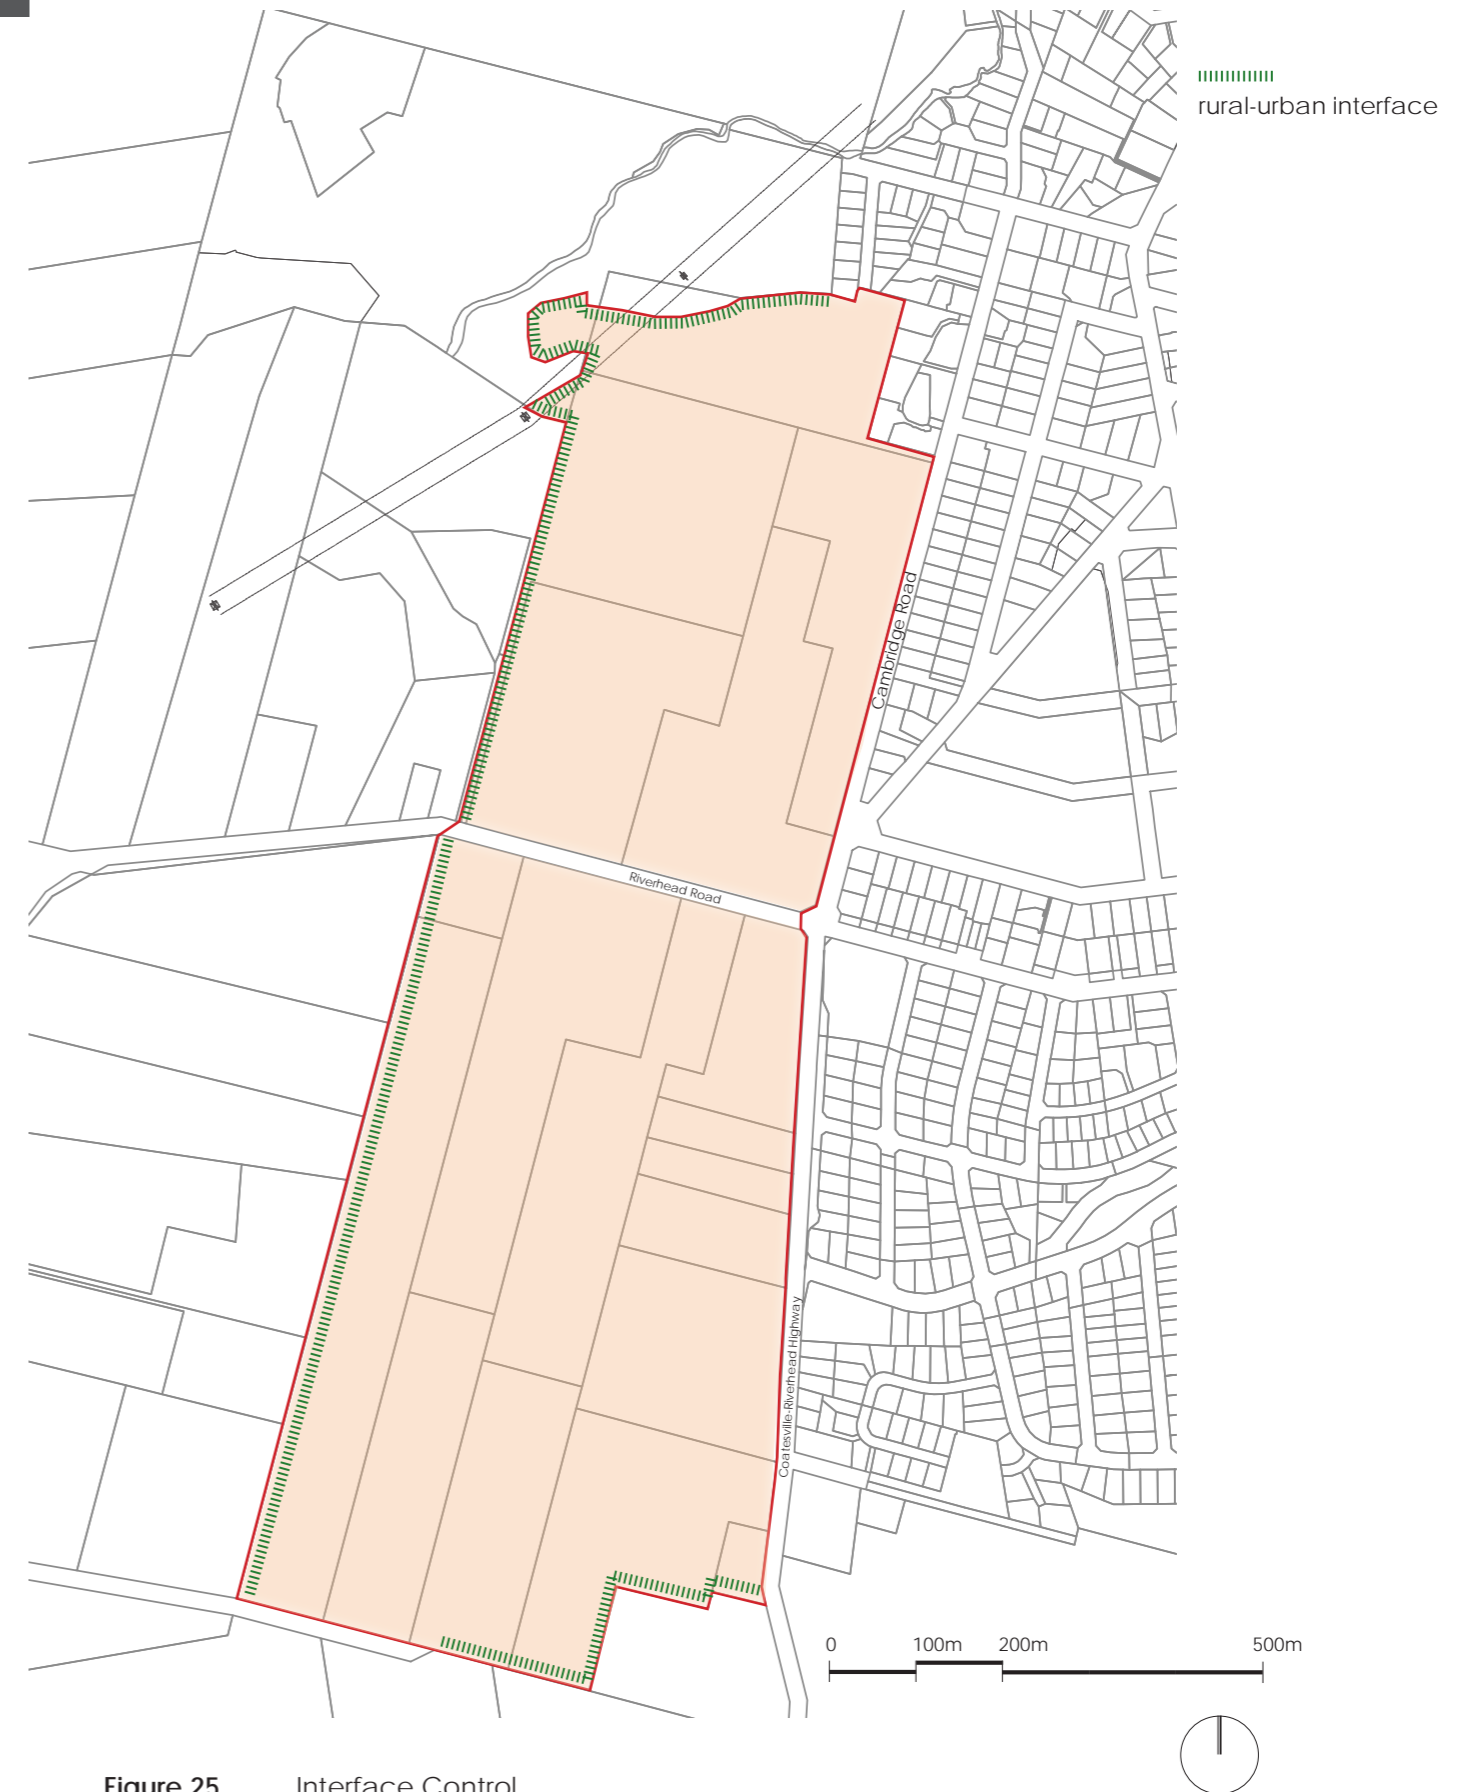 rural-urban interface
Cambridge Road
Riverhead Road
Coatesville-Riverhead Highway
0 100m 200m 500m
Figure 25 Interface Control